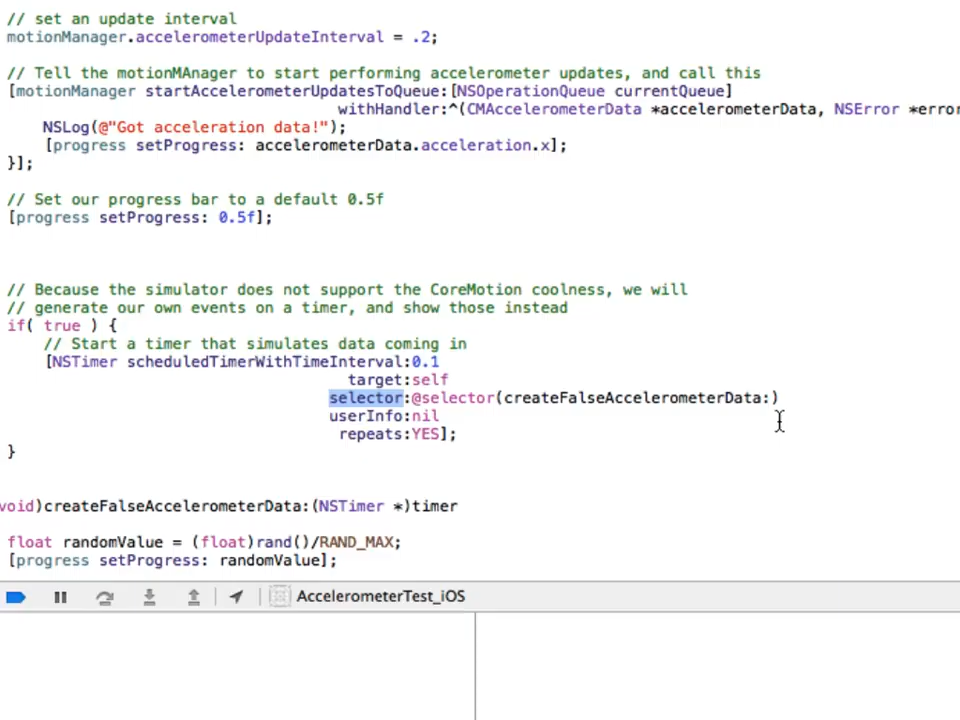 // set an update interval
motionManager.accelerometerUpdateInterval = .2;
// Tell the motionMAnager to start performing accelerometer updates, and call this
[motionManager startAccelerometerUpdatesToQueue:[NSOperationQueue currentQueue]
withHandler:^(CMAccelerometerData *accelerometerData, NSError *error
NSLog(@"Got acceleration data!");
[progress setProgress: accelerometerData.acceleration.x];
}];
// Set our progress bar to a default 0.5f
[progress setProgress: 0.5f];
// Because the simulator does not support the CoreMotion coolness, we will
// generate our own events on a timer, and show those instead
if( true ) {
// Start a timer that simulates data coming in
[NSTimer scheduledTimerWithTimeInterval:0.1
target:self
selector:@selector(createFalseAccelerometerData:)
userInfo:nil
repeats:YES];
}
void)createFalseAccelerometerData:(NSTimer *)timer
float randomValue = (float)rand()/RAND_MAX;
[progress setProgress: randomValue];
AccelerometerTest_iOS